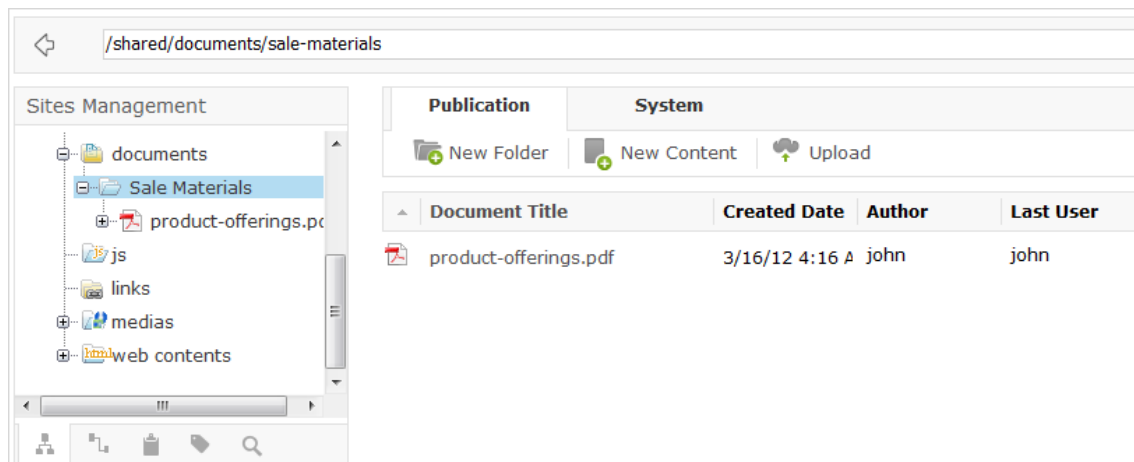 /shared/documents/sale-materials
Sites Management
documents
Sale Materials
product-offerings.pd
js
links
medias
html web contents
Publication System
New Folder New Content Upload
Document Title Created Date Author Last User
product-offerings.pdf 3/16/12 4:16 A john john